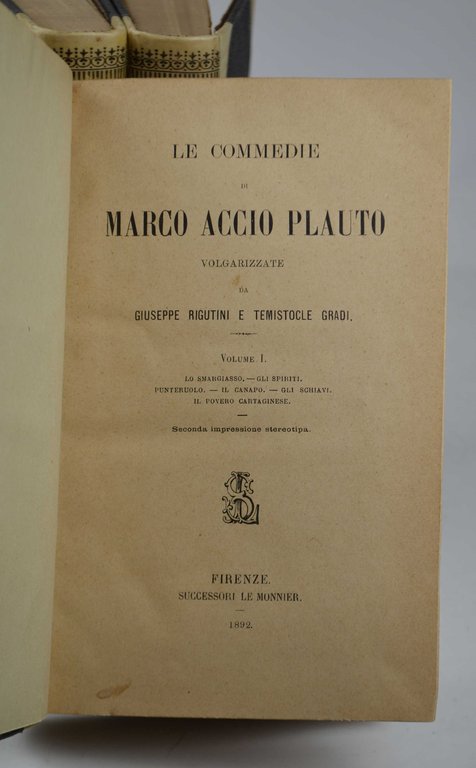 LE COMMEDIE
DI
MARCO ACCIO PLAUTO
VOLGARIZZATE
DA
GIUSEPPE RIGUTINI E TEMISTOCLE GRADI.
VOLUME I.
LO SMARGIASSO. — GLI SPIRITI.
PUNTERUOLO. — IL CANAPO. — GLI SCHIAVI.
IL POVERO CARTAGINESE.
Seconda impressione stereotipa.
FIRENZE.
SUCCESSORI LE MONNIER.
1892.